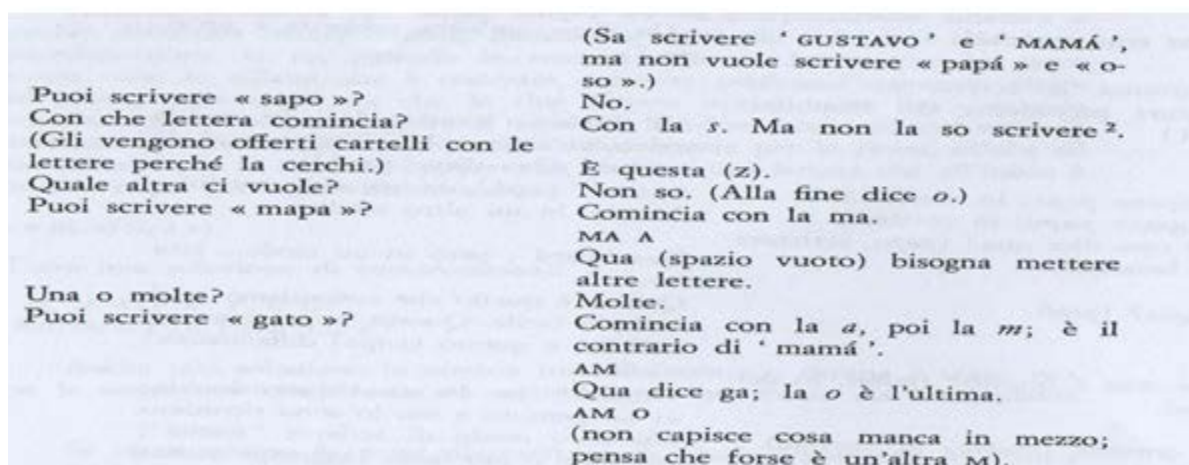 (Sa scrivere ‘ GUSTAVO ’ e ‘ MAMÁ ’,
ma non vuole scrivere « papá » e « o-
so ».)
Puoi scrivere « sapo »?
No.
Con che lettera comincia?
Con la s. Ma non la so scrivere ².
(Gli vengono offerti cartelli con le
lettere perché la cerchi.)
È questa (z).
Quale altra ci vuole?
Non so. (Alla fine dice o.)
Puoi scrivere « mapa »?
Comincia con la ma.
MA A
Qua (spazio vuoto) bisogna mettere
altre lettere.
Una o molte?
Molte.
Puoi scrivere « gato »?
Comincia con la a, poi la m; è il
contrario di ‘ mamá ’.
AM
Qua dice ga; la o è l'ultima.
AM O
(non capisce cosa manca in mezzo;
pensa che forse è un'altra M).